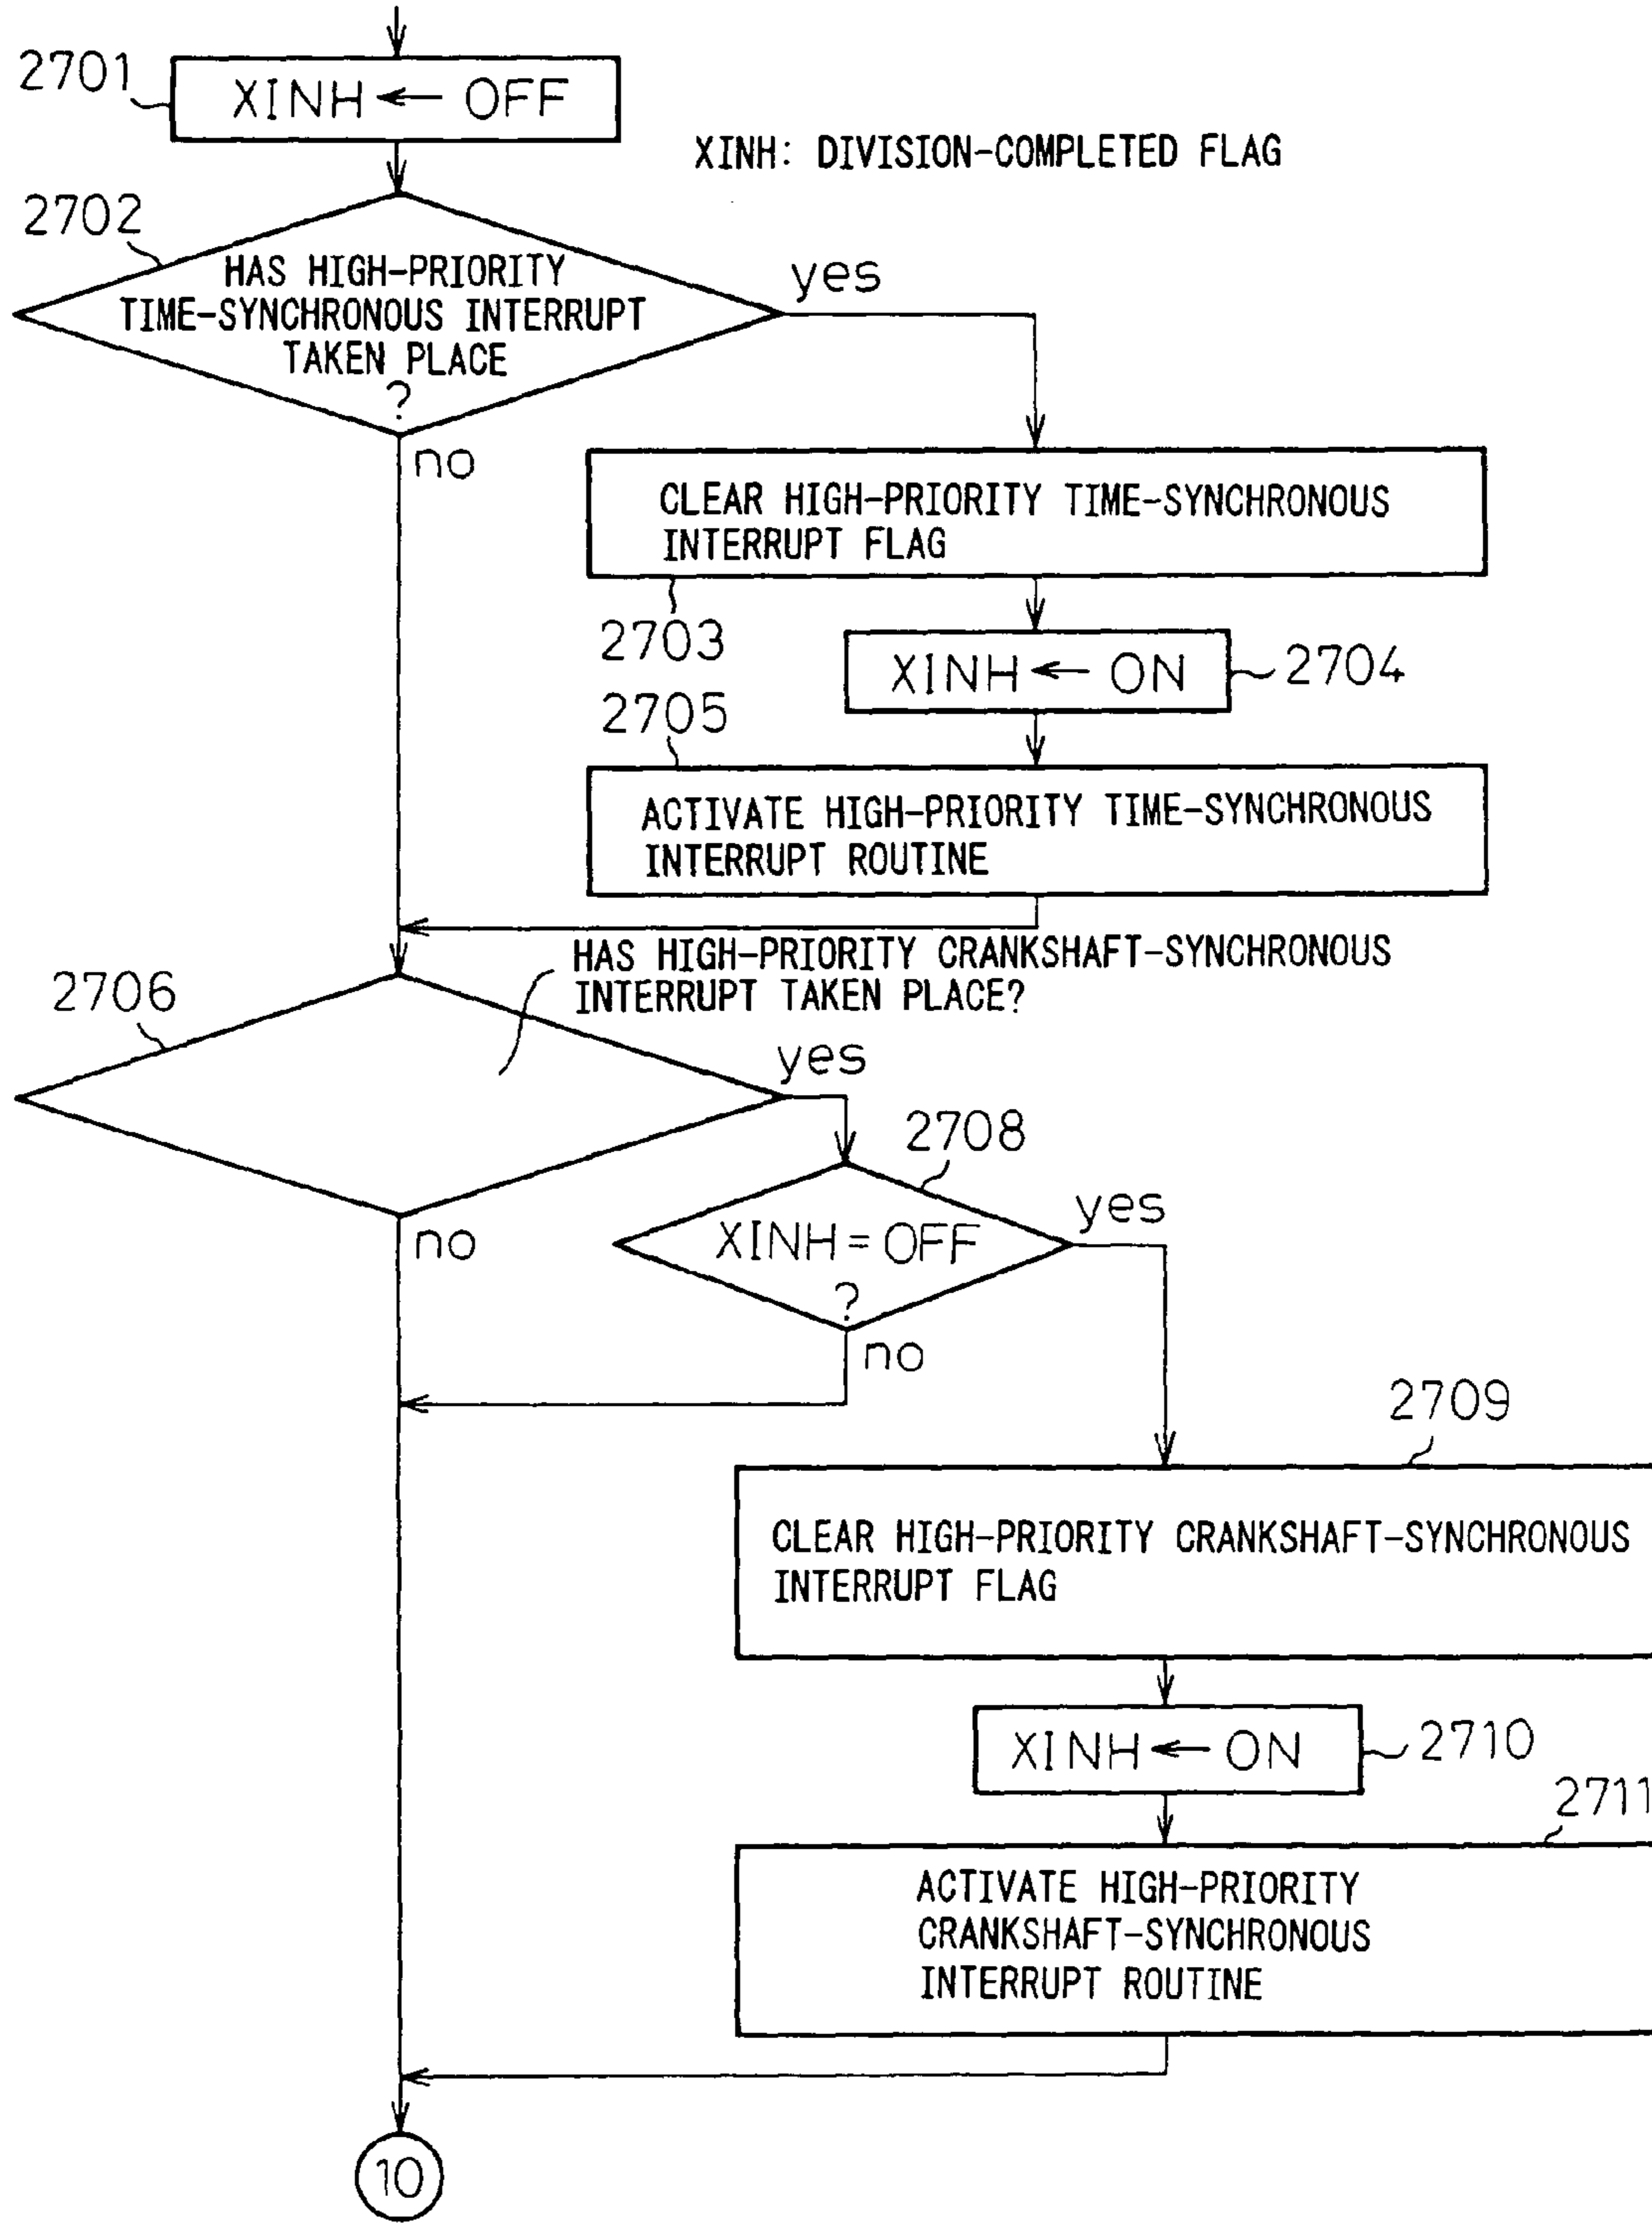 2701
XINH ← OFF
XINH: DIVISION-COMPLETED FLAG
2702
HAS HIGH-PRIORITY
TIME-SYNCHRONOUS INTERRUPT
TAKEN PLACE
?
yes
no
CLEAR HIGH-PRIORITY TIME-SYNCHRONOUS
INTERRUPT FLAG
2703
XINH ← ON
2704
2705
ACTIVATE HIGH-PRIORITY TIME-SYNCHRONOUS
INTERRUPT ROUTINE
HAS HIGH-PRIORITY CRANKSHAFT-SYNCHRONOUS
INTERRUPT TAKEN PLACE?
2706
yes
no
2708
XINH = OFF
?
yes
no
2709
CLEAR HIGH-PRIORITY CRANKSHAFT-SYNCHRONOUS
INTERRUPT FLAG
XINH ← ON
2710
2711
ACTIVATE HIGH-PRIORITY
CRANKSHAFT-SYNCHRONOUS
INTERRUPT ROUTINE
10